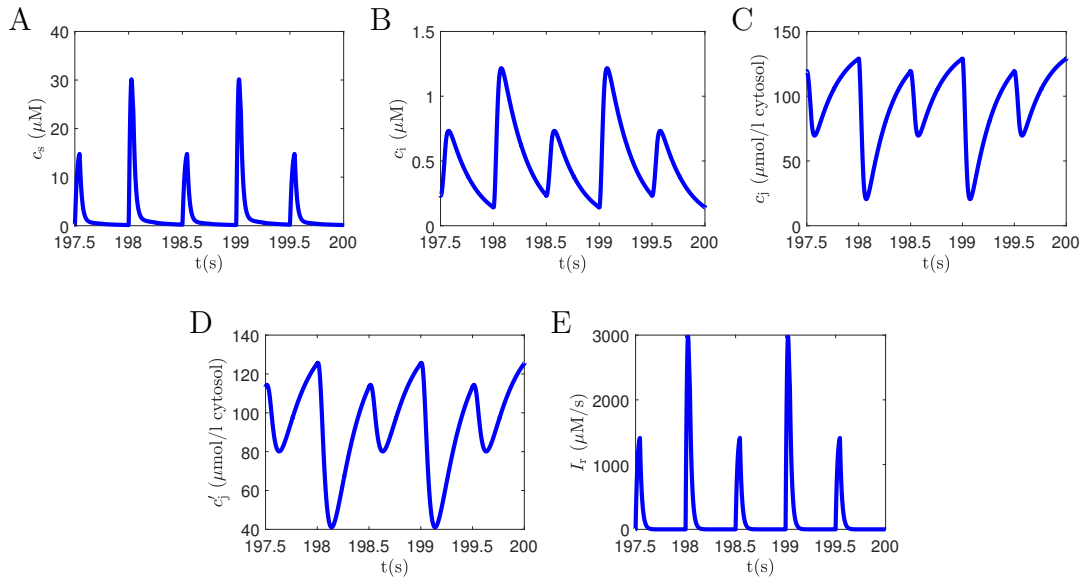 A
40
30
20
10
0
c_s (μM)
197.5 198 198.5 199 199.5 200
t(s)
B
1.5
1
0.5
0
c_i (μM)
197.5 198 198.5 199 199.5 200
t(s)
C
150
100
50
0
c_j (μmol/l cytosol)
197.5 198 198.5 199 199.5 200
t(s)
D
140
120
100
80
60
40
c′_j (μmol/l cytosol)
197.5 198 198.5 199 199.5 200
t(s)
E
3000
2000
1000
0
I_r (μM/s)
197.5 198 198.5 199 199.5 200
t(s)